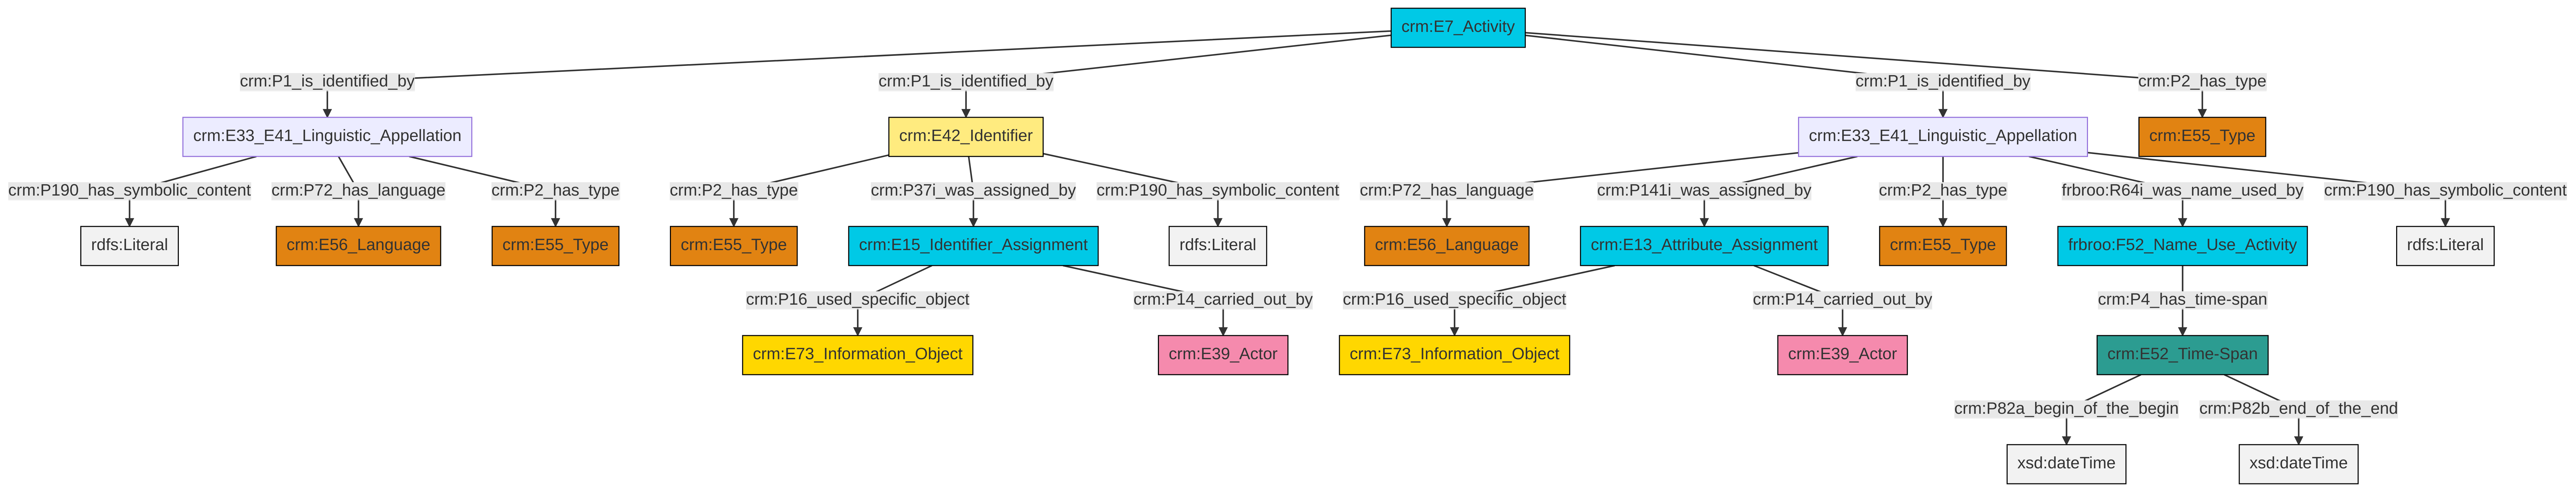 crm:E7_Activity
crm:P1_is_identified_by
crm:P1_is_identified_by
crm:P1_is_identified_by
crm:P2_has_type
crm:E33_E41_Linguistic_Appellation
crm:E42_Identifier
crm:E33_E41_Linguistic_Appellation
crm:E55_Type
crm:P190_has_symbolic_content
crm:P72_has_language
crm:P2_has_type
crm:P2_has_type
crm:P37i_was_assigned_by
crm:P190_has_symbolic_content
crm:P72_has_language
crm:P141i_was_assigned_by
crm:P2_has_type
frbroo:R64i_was_name_used_by
crm:P190_has_symbolic_content
rdfs:Literal
crm:E56_Language
crm:E55_Type
crm:E55_Type
crm:E15_Identifier_Assignment
rdfs:Literal
crm:E56_Language
crm:E13_Attribute_Assignment
crm:E55_Type
frbroo:F52_Name_Use_Activity
rdfs:Literal
crm:P16_used_specific_object
crm:P14_carried_out_by
crm:P16_used_specific_object
crm:P14_carried_out_by
crm:P4_has_time-span
crm:E73_Information_Object
crm:E39_Actor
crm:E73_Information_Object
crm:E39_Actor
crm:E52_Time-Span
crm:P82a_begin_of_the_begin
crm:P82b_end_of_the_end
xsd:dateTime
xsd:dateTime